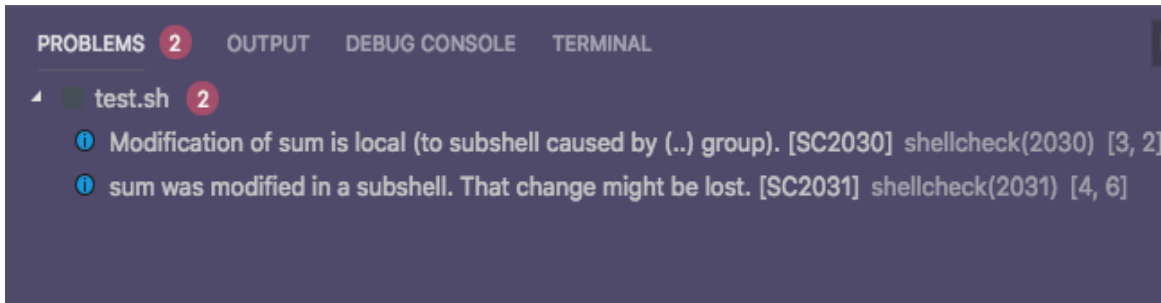 PROBLEMS 2 OUTPUT DEBUG CONSOLE TERMINAL
test.sh 2
Modification of sum is local (to subshell caused by (..) group). [SC2030] shellcheck(2030) [3, 2]
sum was modified in a subshell. That change might be lost. [SC2031] shellcheck(2031) [4, 6]